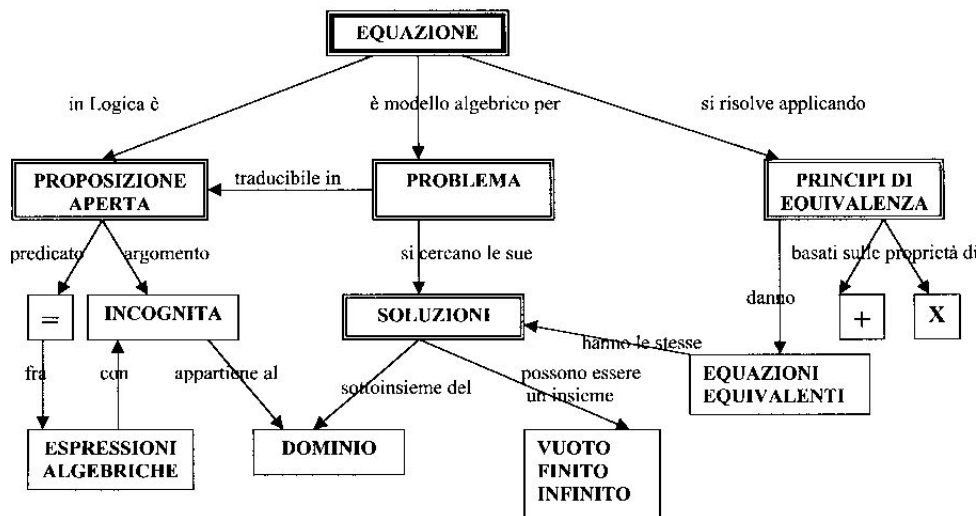 EQUAZIONE
in Logica è
è modello algebrico per
si risolve applicando
PROPOSIZIONE
APERTA
traducibile in
PROBLEMA
PRINCIPI DI
EQUIVALENZA
predicato
argomento
si cercano le sue
basati sulle proprietà di
=
INCOGNITA
SOLUZIONI
danno
+
X
hanno le stesse
fra
con
appartiene al
sottoinsieme del
possono essere
un insieme
EQUAZIONI
EQUIVALENTI
ESPRESSIONI
ALGEBRICHE
DOMINIO
VUOTO
FINITO
INFINITO